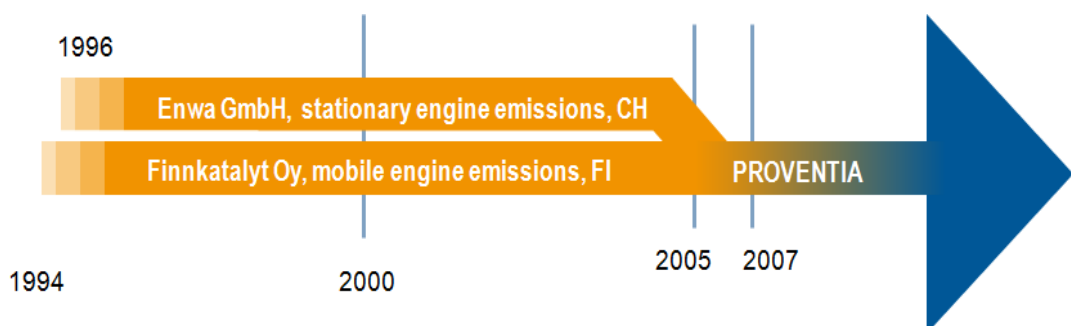 1996
Enwa GmbH, stationary engine emissions, CH
Finnkatalyt Oy, mobile engine emissions, FI
PROVENTIA
1994
2000
2005
2007